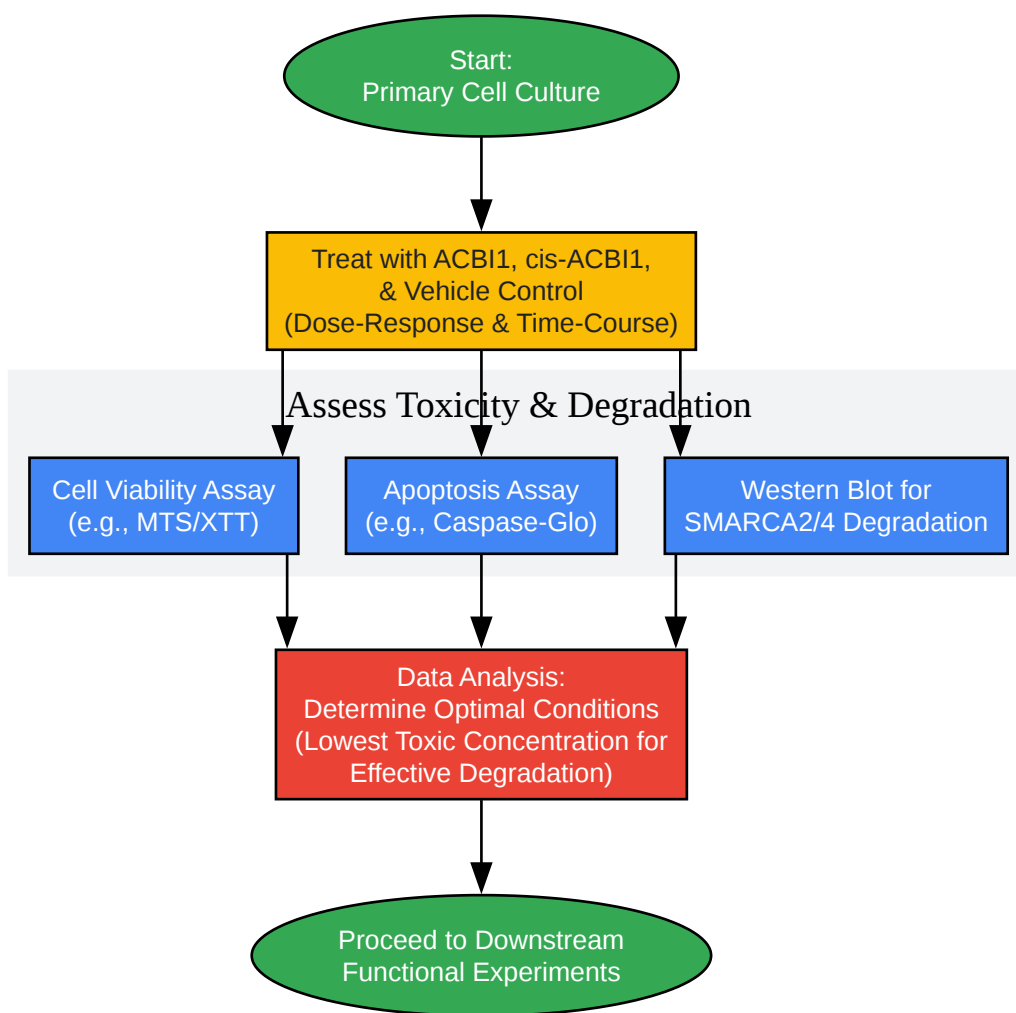 Start:
Primary Cell Culture
Treat with ACBI1, cis-ACBI1,
& Vehicle Control
(Dose-Response & Time-Course)
Assess Toxicity & Degradation
Cell Viability Assay
(e.g., MTS/XTT)
Apoptosis Assay
(e.g., Caspase-Glo)
Western Blot for
SMARCA2/4 Degradation
Data Analysis:
Determine Optimal Conditions
(Lowest Toxic Concentration for
Effective Degradation)
Proceed to Downstream
Functional Experiments